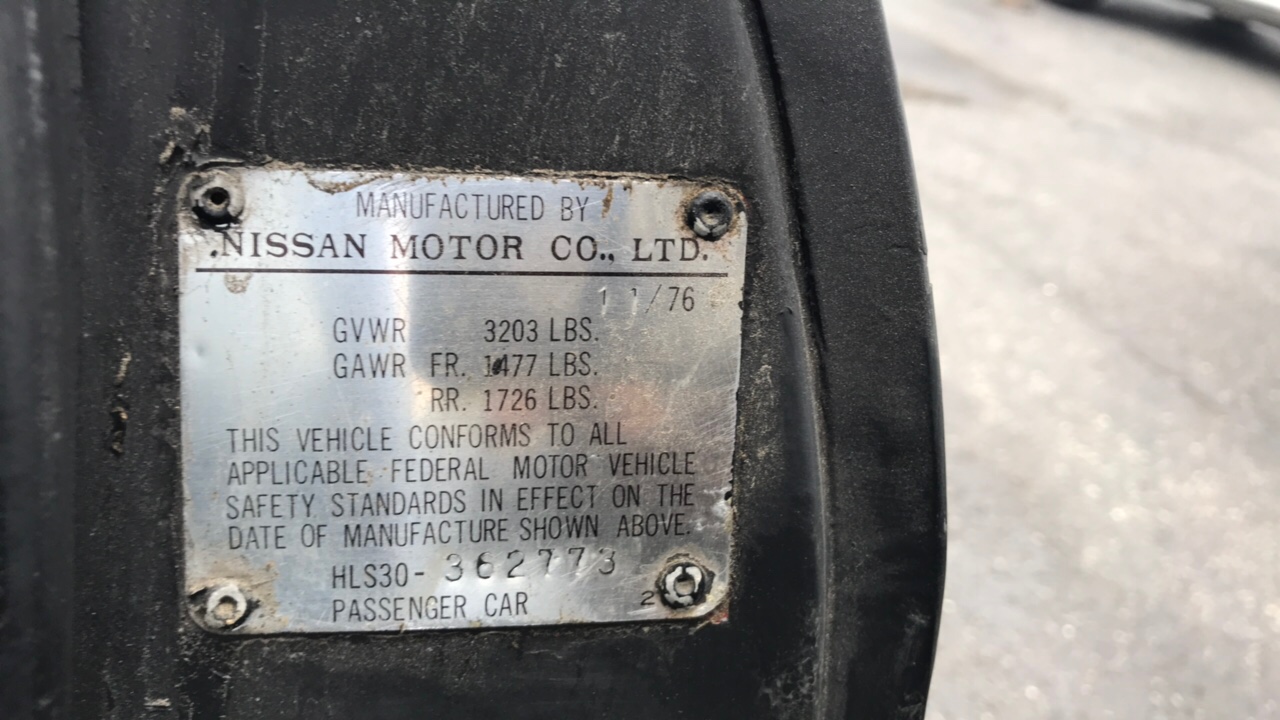 MANUFACTURED BY
NISSAN MOTOR CO., LTD.
11/76
GVWR 3203 LBS.
GAWR FR. 1477 LBS.
RR. 1726 LBS.
THIS VEHICLE CONFORMS TO ALL
APPLICABLE FEDERAL MOTOR VEHICLE
SAFETY STANDARDS IN EFFECT ON THE
DATE OF MANUFACTURE SHOWN ABOVE.
HLS30-362773
PASSENGER CAR 2